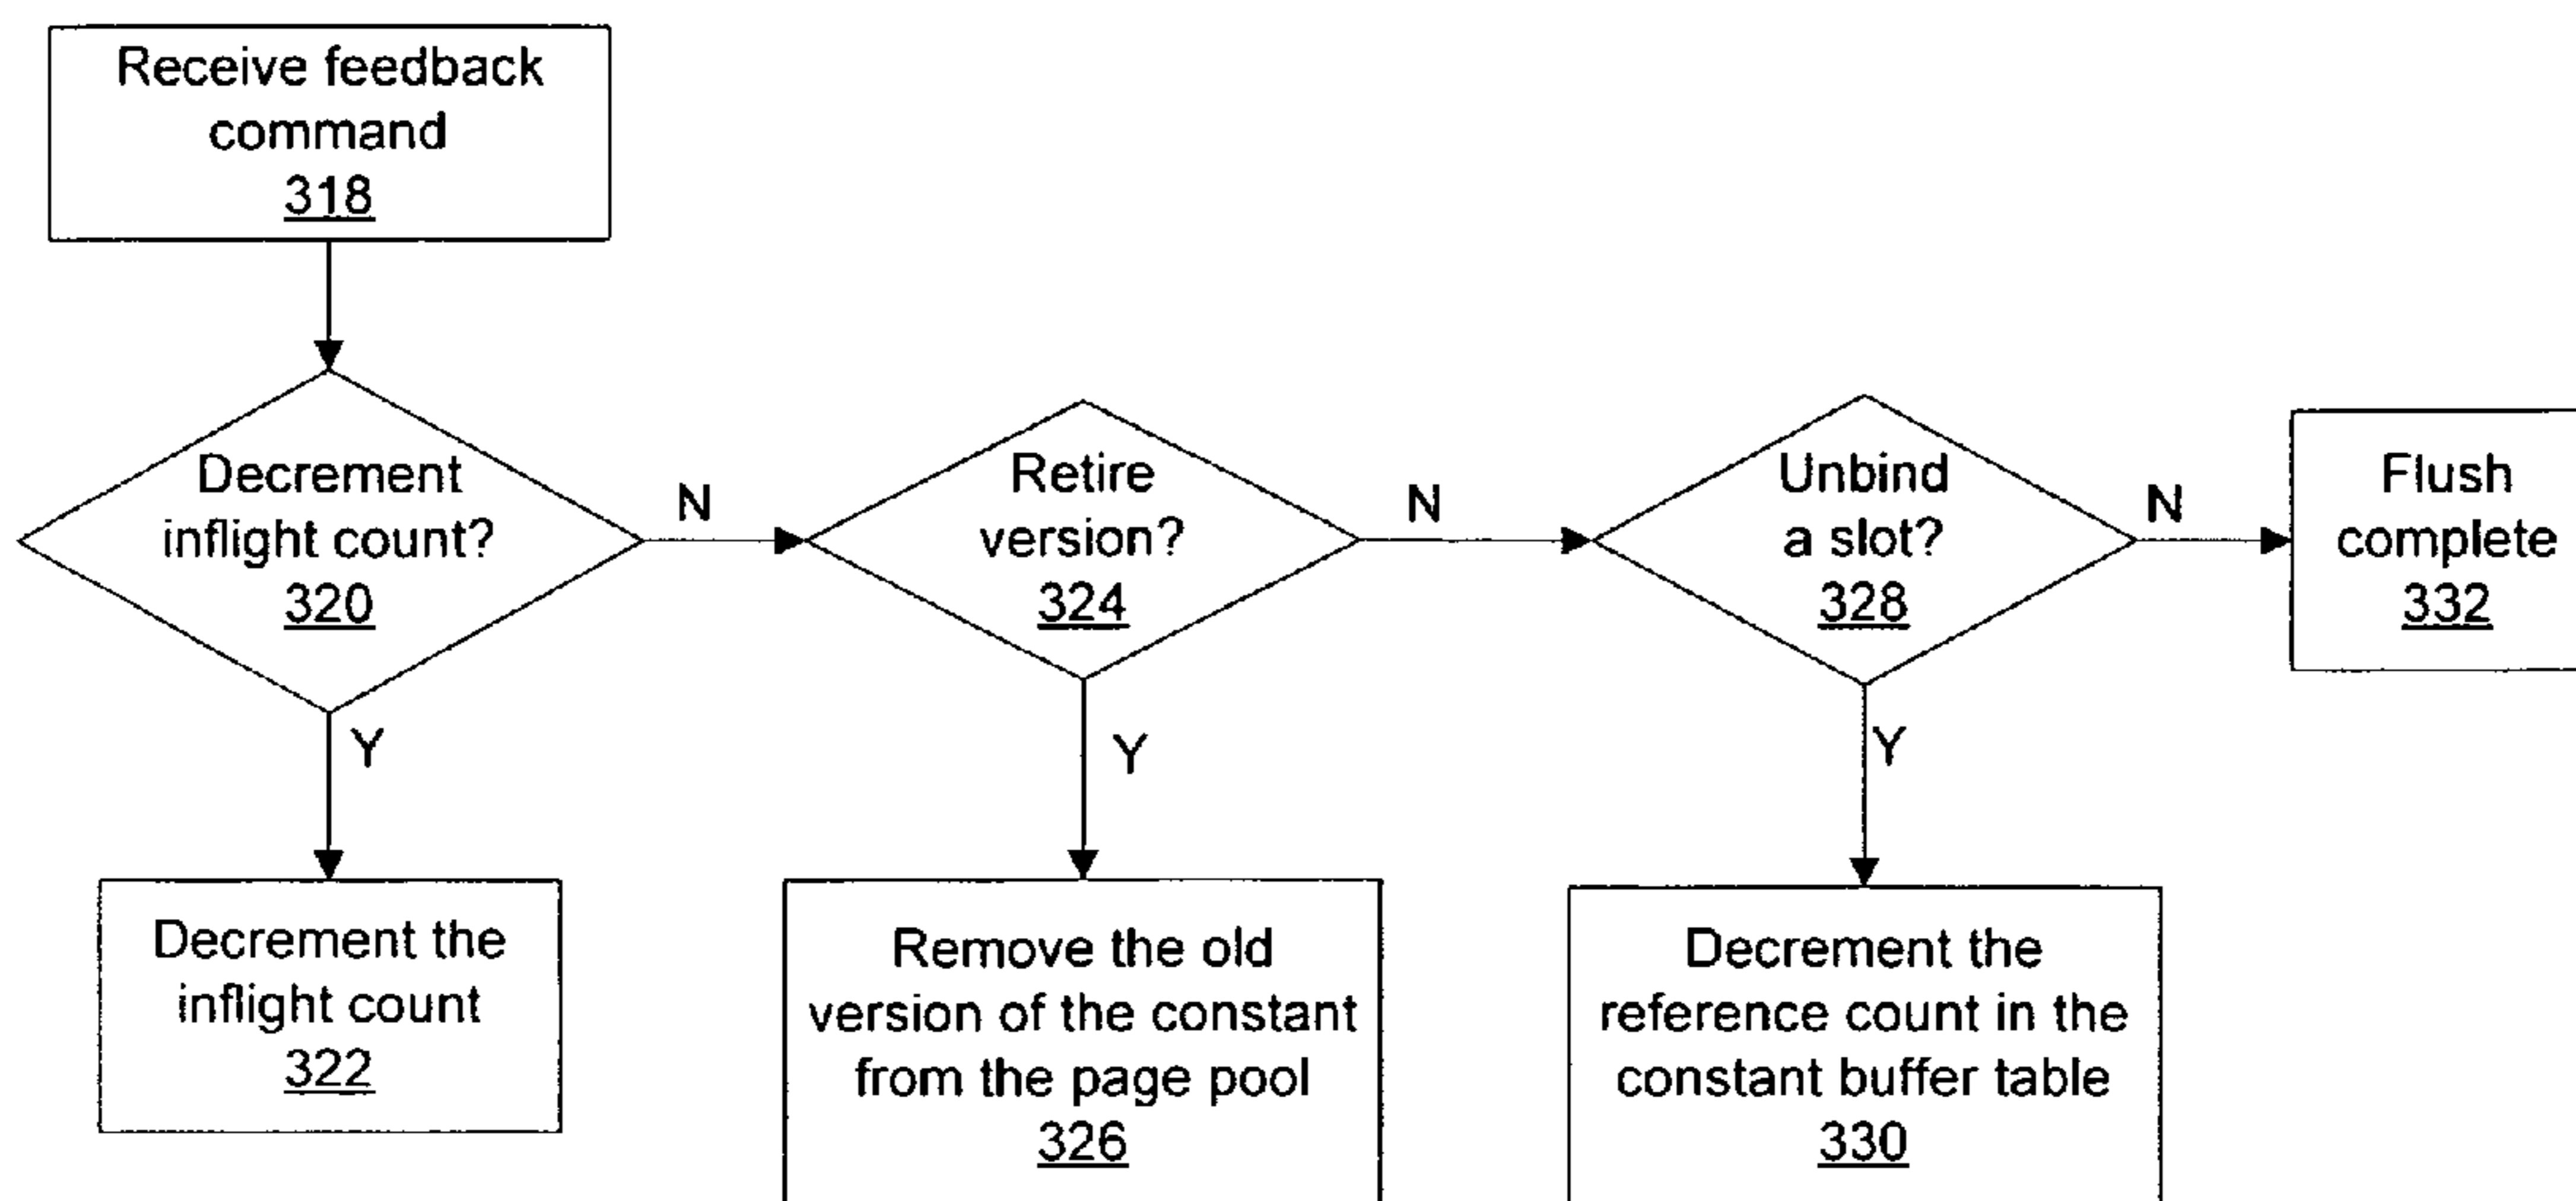 Receive feedback
command
318
Decrement
inflight count?
320
N
Retire
version?
324
N
Unbind
a slot?
328
N
Flush
complete
332
Y
Y
Y
Decrement the
inflight count
322
Remove the old
version of the constant
from the page pool
326
Decrement the
reference count in the
constant buffer table
330